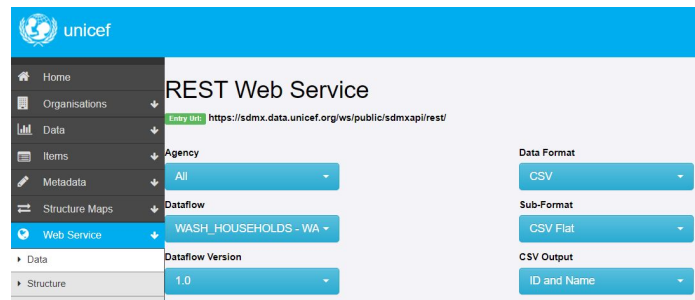 unicef
Home
Organisations
Data
Items
Metadata
Structure Maps
Web Service
Data
Structure
REST Web Service
Entry Url: https://sdmx.data.unicef.org/ws/public/sdmxapi/rest/
Agency
All
Dataflow
WASH_HOUSEHOLDS - WA
Dataflow Version
1.0
Data Format
CSV
Sub-Format
CSV Flat
CSV Output
ID and Name